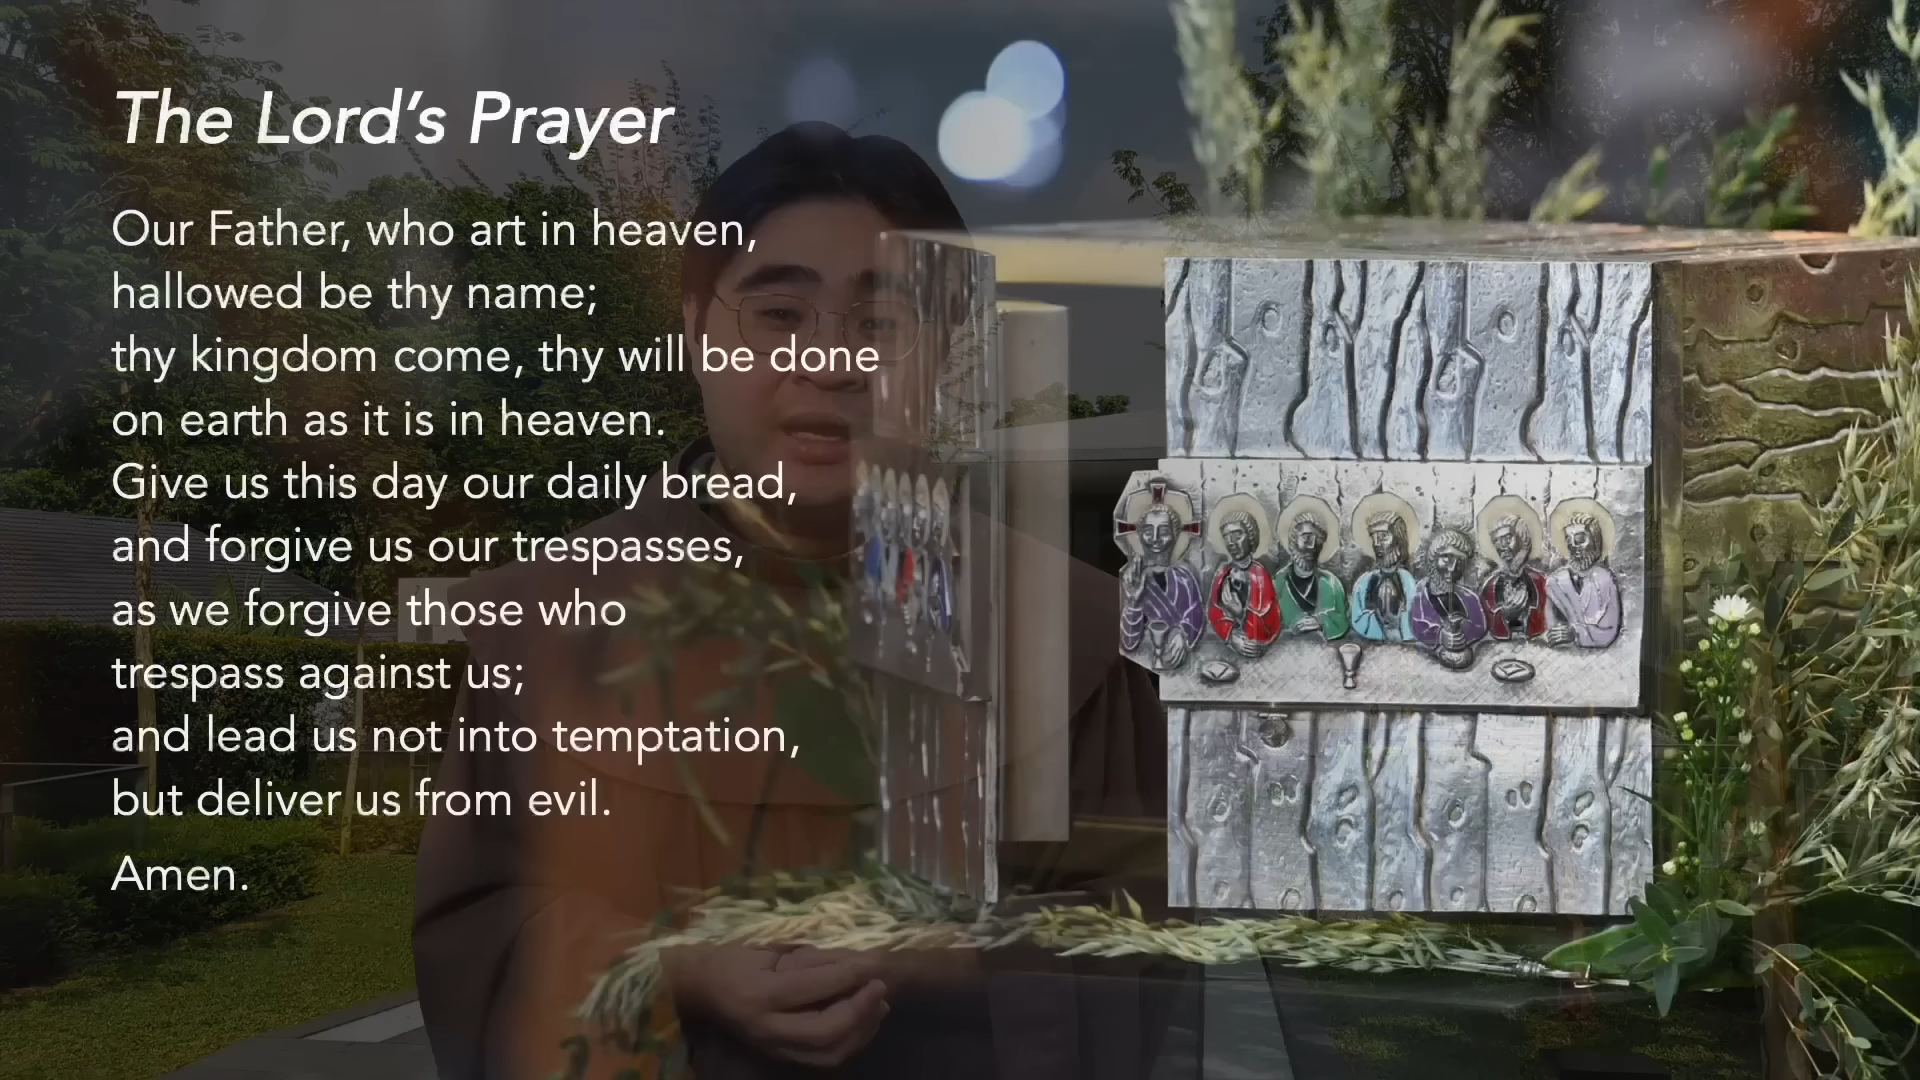 The Lord’s Prayer
Our Father, who art in heaven,
hallowed be thy name;
thy kingdom come, thy will be done
on earth as it is in heaven.
Give us this day our daily bread,
and forgive us our trespasses,
as we forgive those who
trespass against us;
and lead us not into temptation,
but deliver us from evil.
Amen.